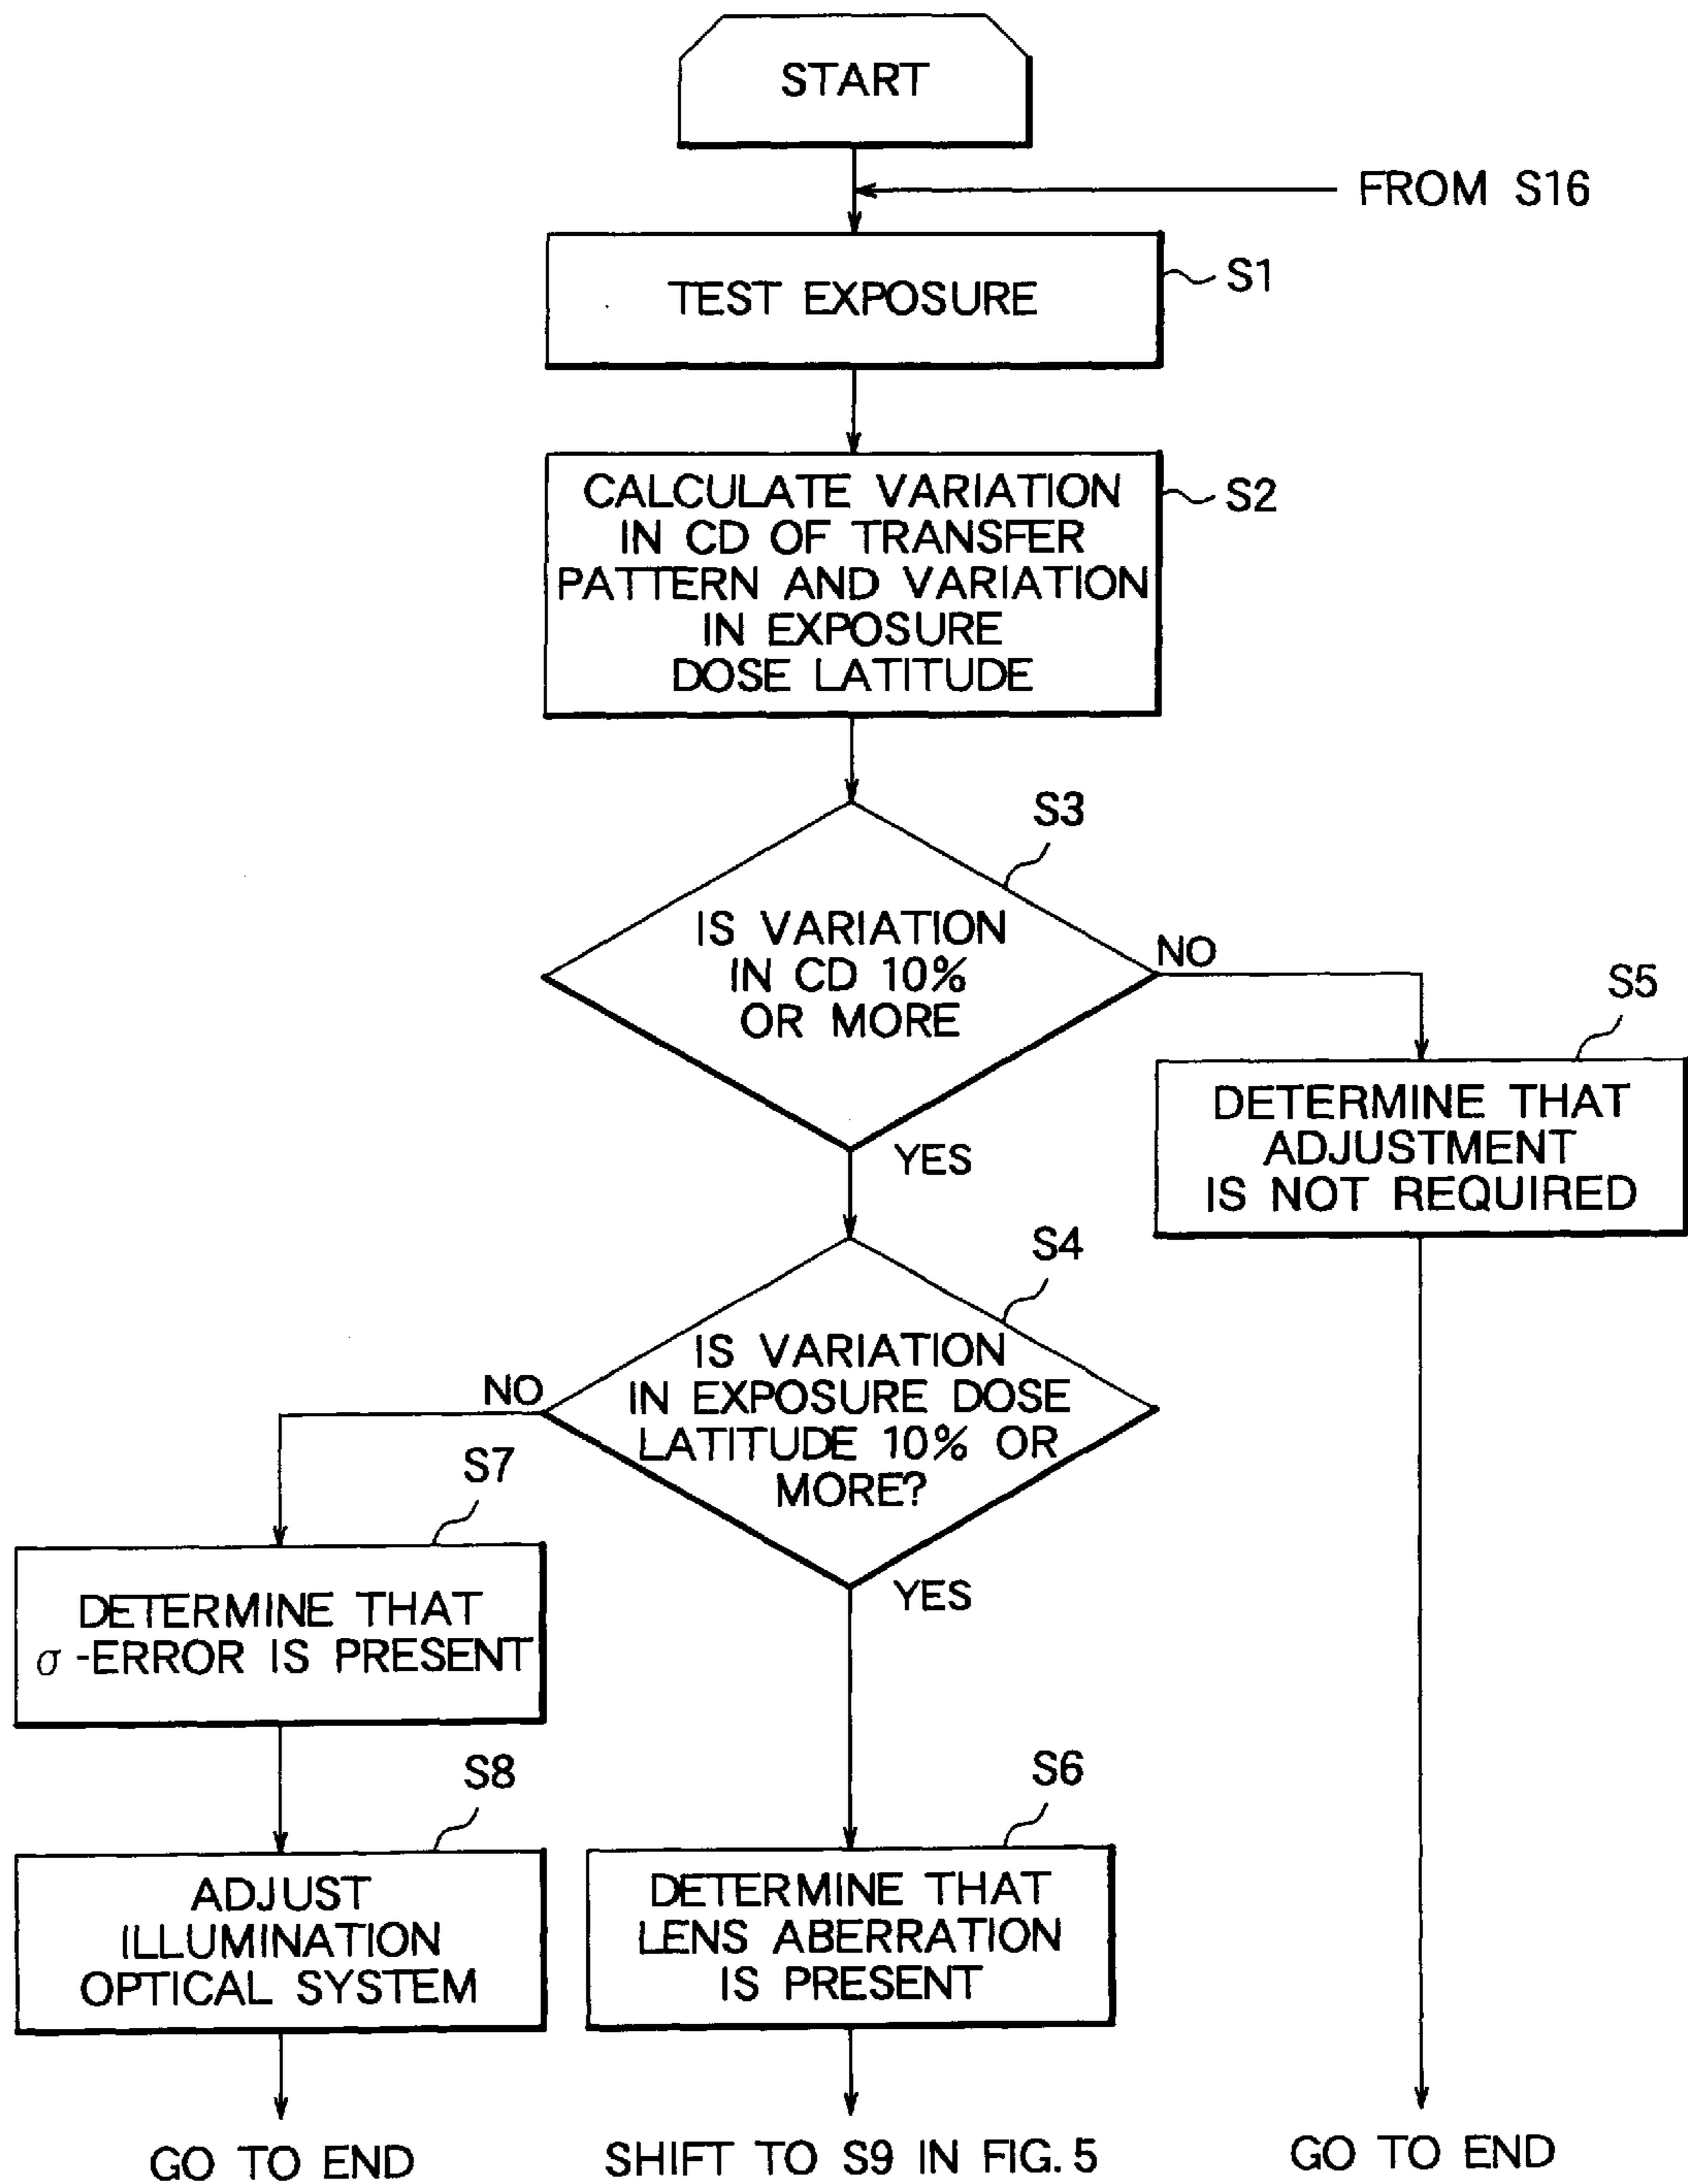 START
FROM S16
TEST EXPOSURE
S1
CALCULATE VARIATION
IN CD OF TRANSFER
PATTERN AND VARIATION
IN EXPOSURE
DOSE LATITUDE
S2
S3
IS VARIATION
IN CD 10%
OR MORE
NO
YES
S5
DETERMINE THAT
ADJUSTMENT
IS NOT REQUIRED
S4
IS VARIATION
IN EXPOSURE DOSE
LATITUDE 10% OR
MORE?
NO
YES
S7
DETERMINE THAT
σ-ERROR IS PRESENT
S8
ADJUST
ILLUMINATION
OPTICAL SYSTEM
S6
DETERMINE THAT
LENS ABERRATION
IS PRESENT
GO TO END
SHIFT TO S9 IN FIG. 5
GO TO END